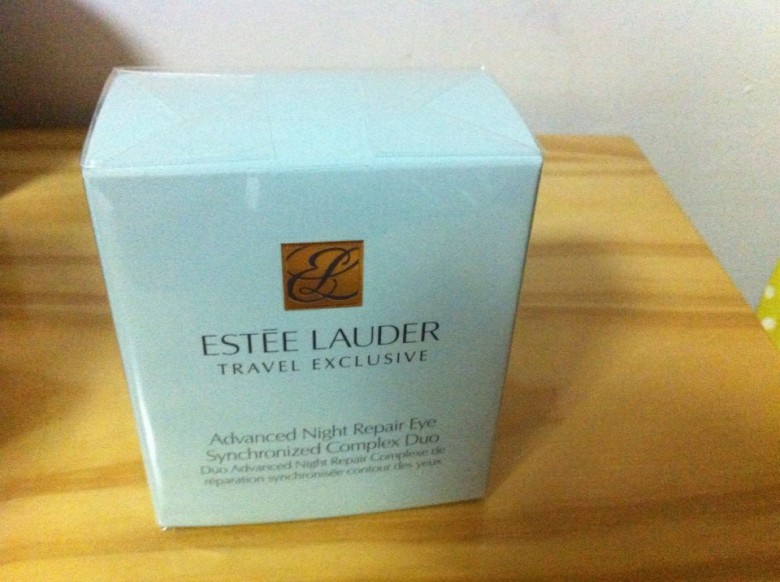 EL
ESTĒE LAUDER
TRAVEL EXCLUSIVE
Advanced Night Repair Eye
Synchronized Complex Duo
Duo Advanced Night Repair Complexe de
réparation synchronisée contour des yeux